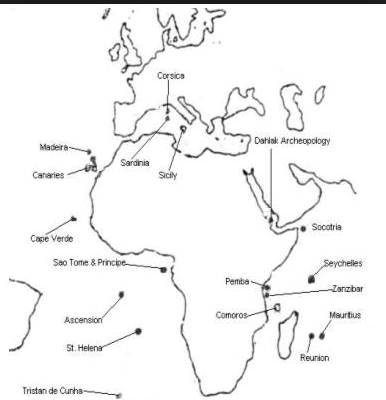 Corsica
Dahlak Archeopology
Madeira
Sardinia
Canaries
Sicily
Socotria
Cape Verde
Sao Tome & Principe
Seychelles
Pemba
Zanzibar
Ascension
Comoros
Mauritius
St. Helena
Reunion
Tristan de Cunha